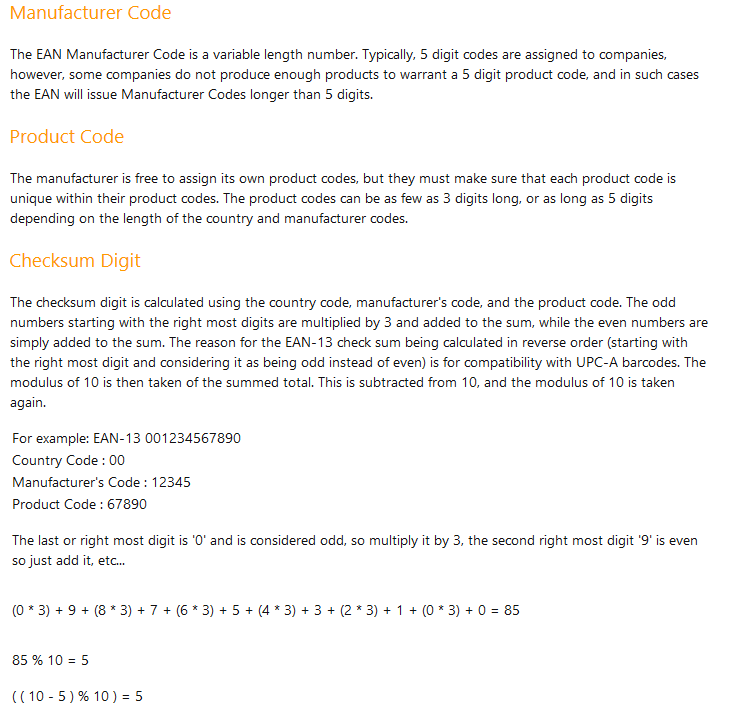 Manufacturer Code
The EAN Manufacturer Code is a variable length number. Typically, 5 digit codes are assigned to companies,
however, some companies do not produce enough products to warrant a 5 digit product code, and in such cases
the EAN will issue Manufacturer Codes longer than 5 digits.
Product Code
The manufacturer is free to assign its own product codes, but they must make sure that each product code is
unique within their product codes. The product codes can be as few as 3 digits long, or as long as 5 digits
depending on the length of the country and manufacturer codes.
Checksum Digit
The checksum digit is calculated using the country code, manufacturer's code, and the product code. The odd
numbers starting with the right most digits are multiplied by 3 and added to the sum, while the even numbers are
simply added to the sum. The reason for the EAN-13 check sum being calculated in reverse order (starting with
the right most digit and considering it as being odd instead of even) is for compatibility with UPC-A barcodes. The
modulus of 10 is then taken of the summed total. This is subtracted from 10, and the modulus of 10 is taken
again.
For example: EAN-13 001234567890
Country Code : 00
Manufacturer's Code : 12345
Product Code : 67890
The last or right most digit is '0' and is considered odd, so multiply it by 3, the second right most digit '9' is even
so just add it, etc...
(0 * 3) + 9 + (8 * 3) + 7 + (6 * 3) + 5 + (4 * 3) + 3 + (2 * 3) + 1 + (0 * 3) + 0 = 85
85 % 10 = 5
( ( 10 - 5 ) % 10 ) = 5